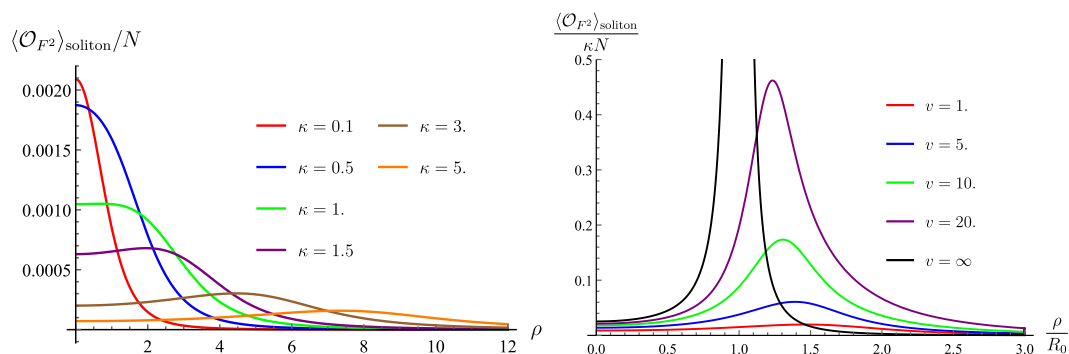 ⟨𝒪_{F²}⟩_{soliton}/N
0.0020
0.0015
0.0010
0.0005
2 4 6 8 10 12 ρ
κ = 0.1
κ = 0.5
κ = 1.
κ = 1.5
κ = 3.
κ = 5.
⟨𝒪_{F²}⟩_{soliton}
κN
0.5
0.4
0.3
0.2
0.1
0.0 0.5 1.0 1.5 2.0 2.5 3.0
ρ
R₀
v = 1.
v = 5.
v = 10.
v = 20.
v = ∞